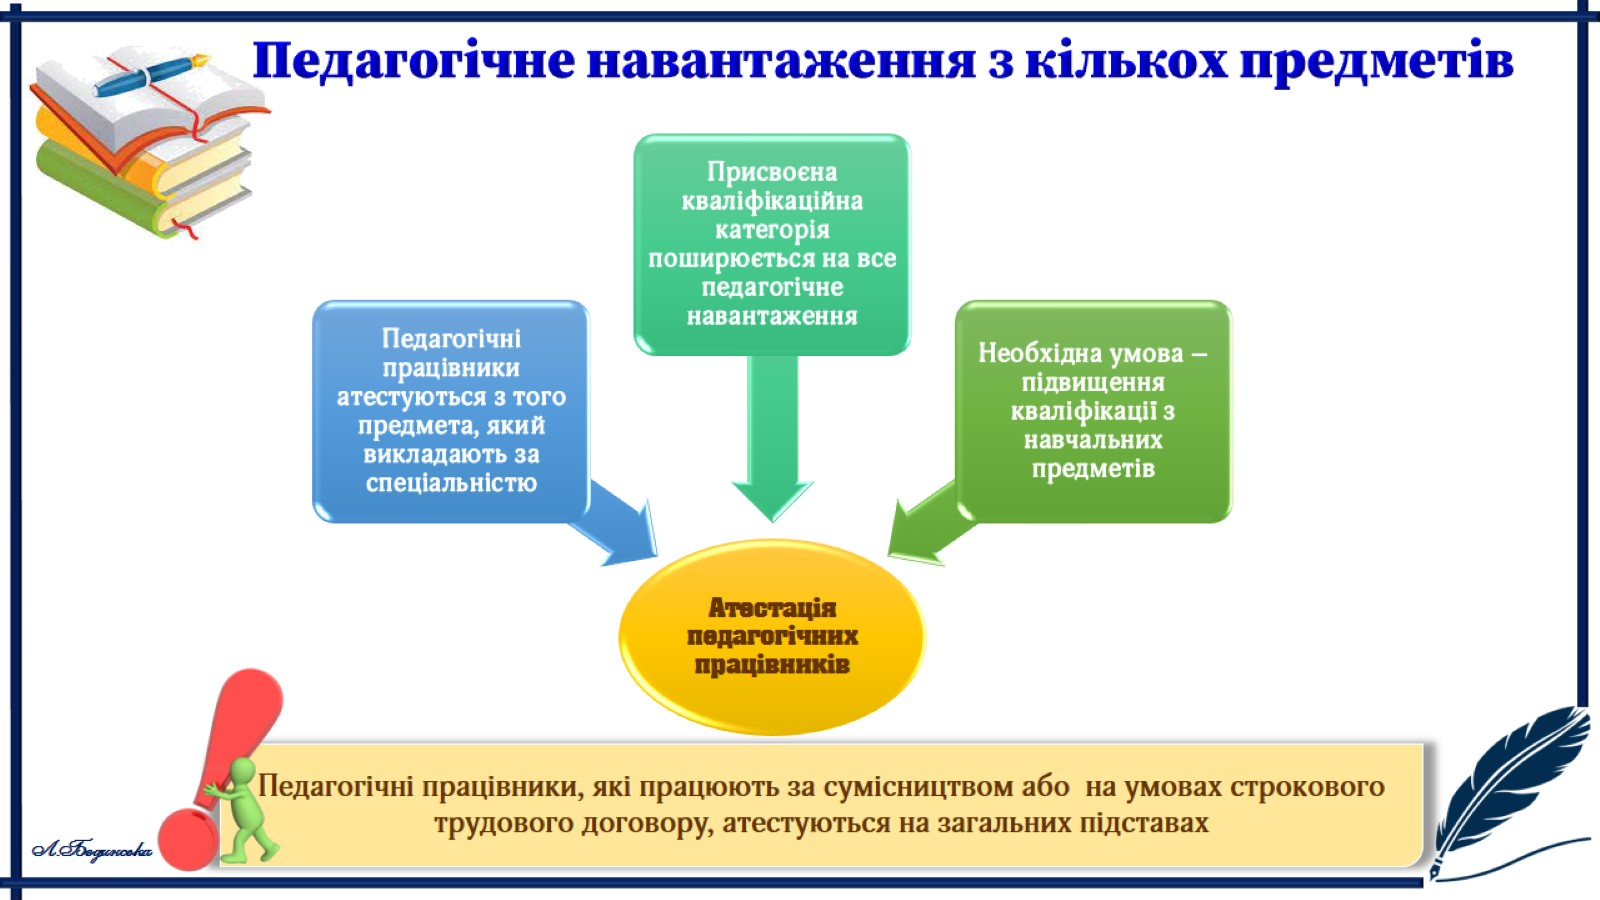 Педагогічне навантаження з кількох предметів
Присвоєна
кваліфікаційна
категорія
поширюється на все
педагогічне
навантаження
Педагогічні
працівники
атестуються з того
предмета, який
викладають за
спеціальністю
Необхідна умова –
підвищення
кваліфікації з
навчальних
предметів
Атестація
педагогічних
працівників
Педагогічні працівники, які працюють за сумісництвом або на умовах строкового
трудового договору, атестуються на загальних підставах
Л.Бединська